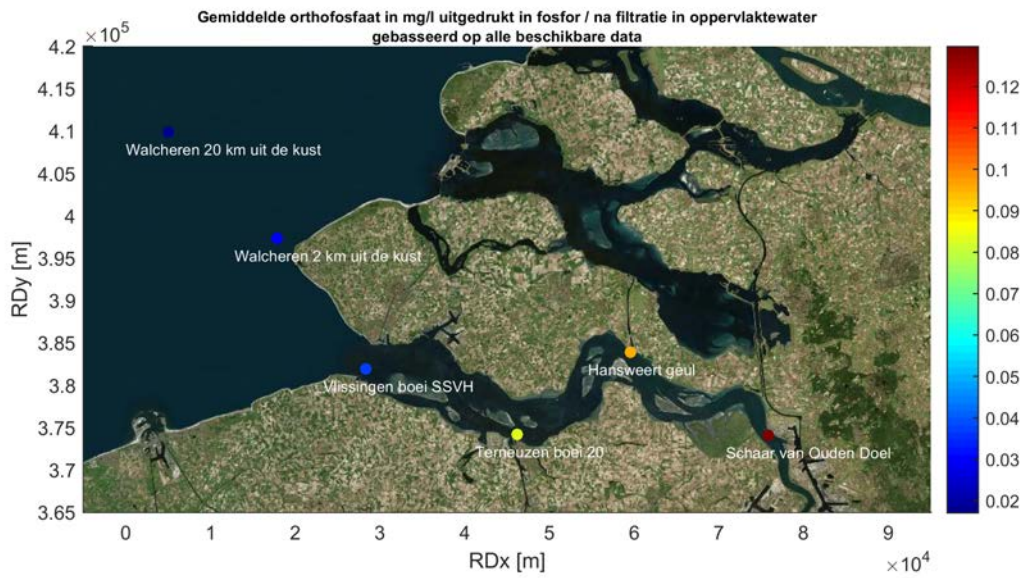 Gemiddelde orthofosfaat in mg/l uitgedrukt in fosfor / na filtratie in oppervlaktewater
gebasseerd op alle beschikbare data
×10⁵
4.2
4.15
4.1
4.05
4
3.95
3.9
3.85
3.8
3.75
3.7
3.65
RDy [m]
Walcheren 20 km uit de kust
Walcheren 2 km uit de kust
Vlissingen boei SSVH
Hansweert geul
Terneuzen boei 20
Schaar van Ouden Doel
0 1 2 3 4 5 6 7 8 9
RDx [m]
×10⁴
0.12
0.11
0.1
0.09
0.08
0.07
0.06
0.05
0.04
0.03
0.02